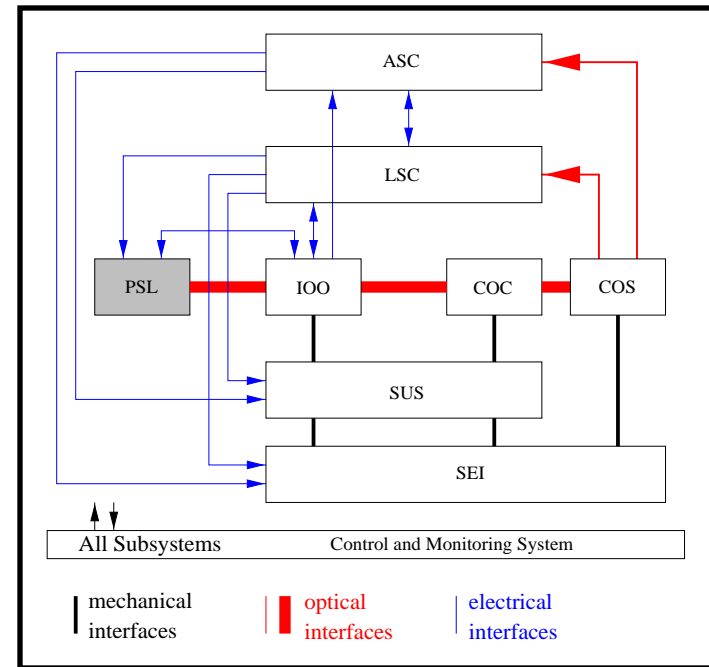 ASC
LSC
PSL
IOO
COC
COS
SUS
SEI
All Subsystems
Control and Monitoring System
mechanical
interfaces
optical
interfaces
electrical
interfaces